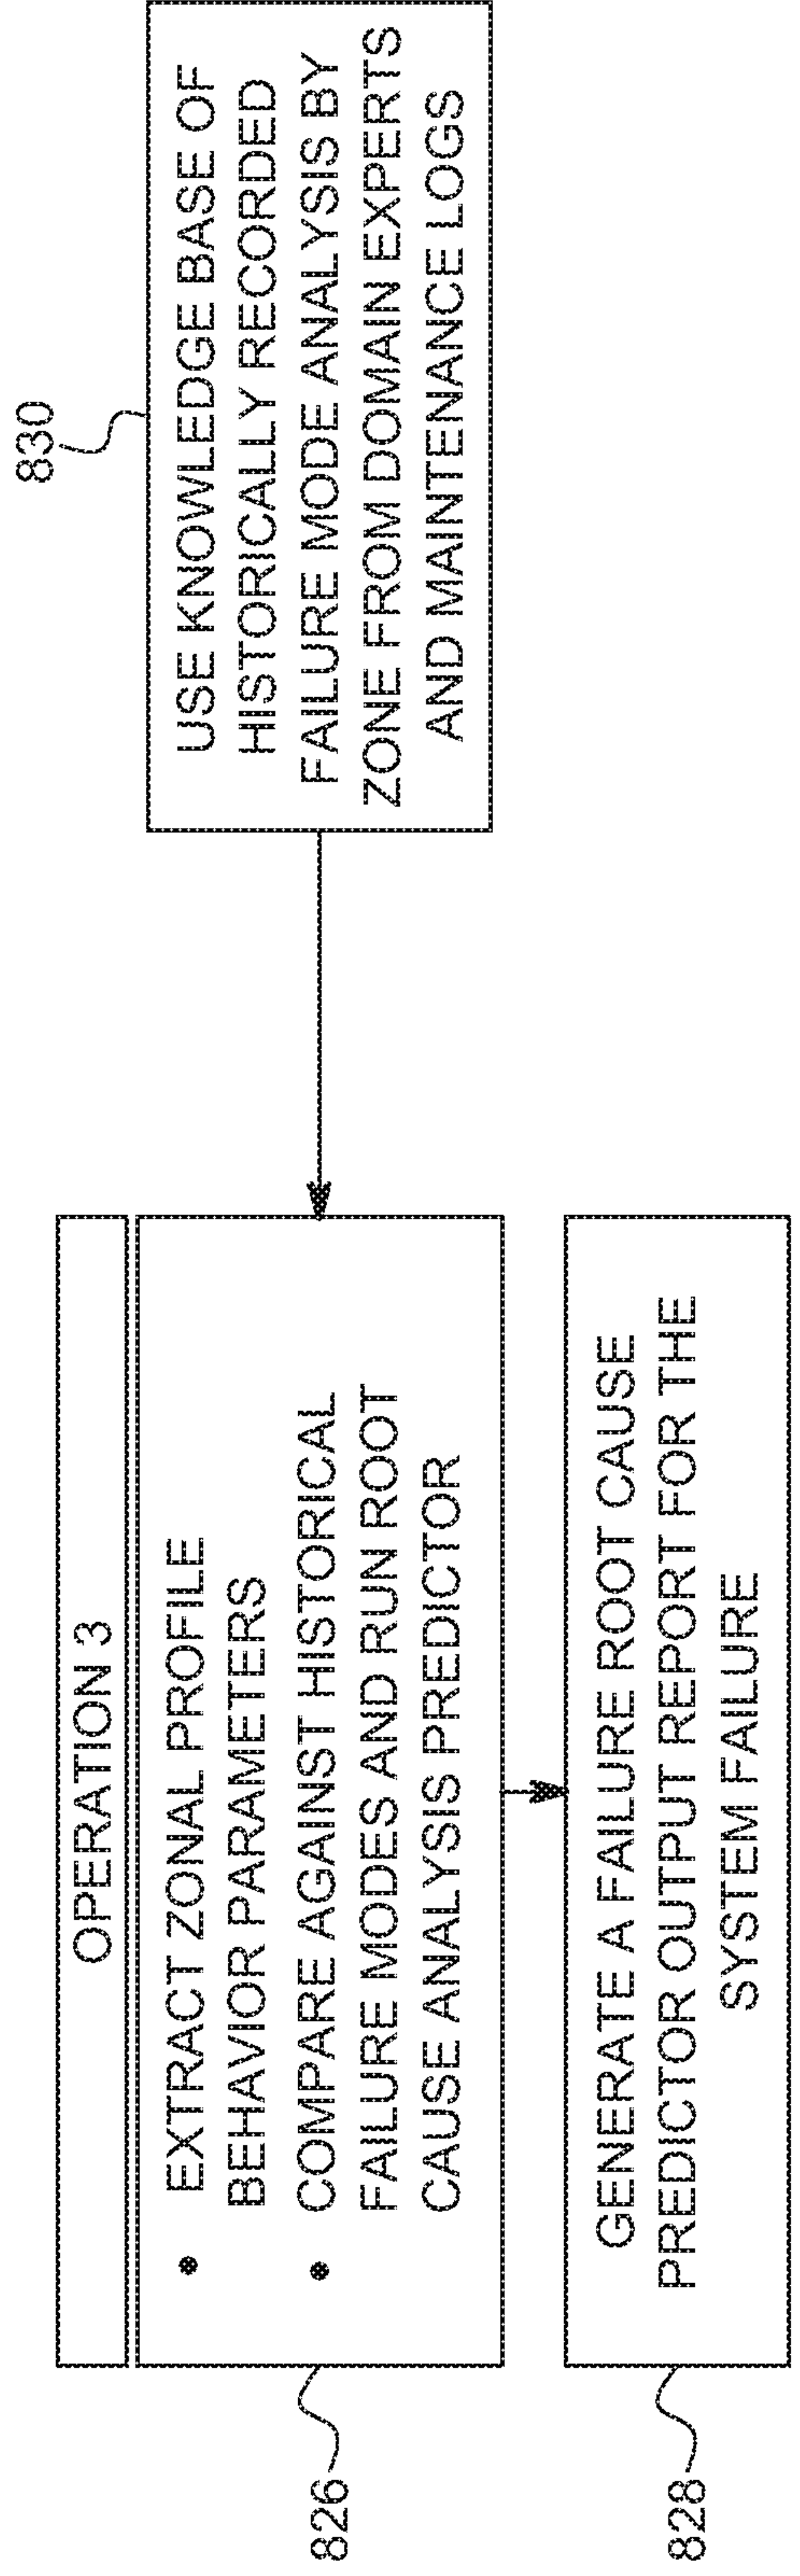 OPERATION 3
826
• EXTRACT ZONAL PROFILE
BEHAVIOR PARAMETERS
• COMPARE AGAINST HISTORICAL
FAILURE MODES AND RUN ROOT
CAUSE ANALYSIS PREDICTOR
830
USE KNOWLEDGE BASE OF
HISTORICALLY RECORDED
FAILURE MODE ANALYSIS BY
ZONE FROM DOMAIN EXPERTS
AND MAINTENANCE LOGS
828
GENERATE A FAILURE ROOT CAUSE
PREDICTOR OUTPUT REPORT FOR THE
SYSTEM FAILURE